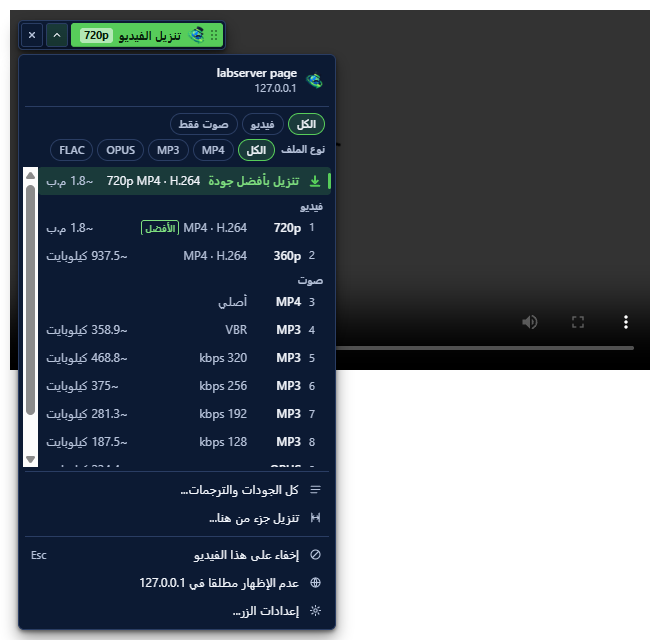 تنزيل الفيديو 720p
labserver page
127.0.0.1
الكل فيديو صوت فقط
نوع الملف الكل MP4 MP3 OPUS FLAC
تنزيل بأفضل جودة 720p MP4 · H.264 ~1.8 م.ب
فيديو
1 720p MP4 · H.264 الأفضل ~1.8 م.ب
2 360p MP4 · H.264 ~937.5 كيلوبايت
صوت
3 MP4 أصلي
4 MP3 VBR ~358.9 كيلوبايت
5 MP3 320 kbps ~468.8 كيلوبايت
6 MP3 256 kbps ~375 كيلوبايت
7 MP3 192 kbps ~281.3 كيلوبايت
8 MP3 128 kbps ~187.5 كيلوبايت
كل الجودات والترجمات...
تنزيل جزء من هنا...
إخفاء على هذا الفيديو Esc
عدم الإظهار مطلقا في 127.0.0.1
إعدادات الزر...